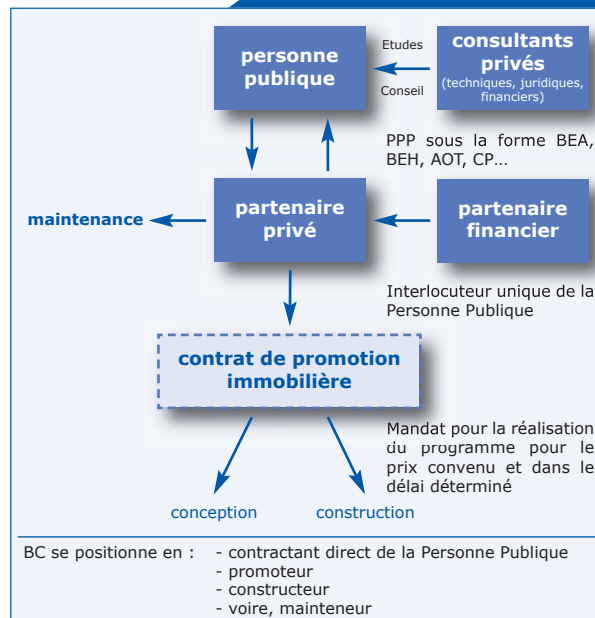 personne
publique
Etudes
Conseil
consultants
privés
(techniques, juridiques,
financiers)
PPP sous la forme BEA,
BEH, AOT, CP...
maintenance
partenaire
privé
partenaire
financier
Interlocuteur unique de la
Personne Publique
contrat de promotion
immobilière
Mandat pour la réalisation
du programme pour le
prix convenu et dans le
délai déterminé
conception
construction
BC se positionne en : - contractant direct de la Personne Publique
- promoteur
- constructeur
- voire, mainteneur